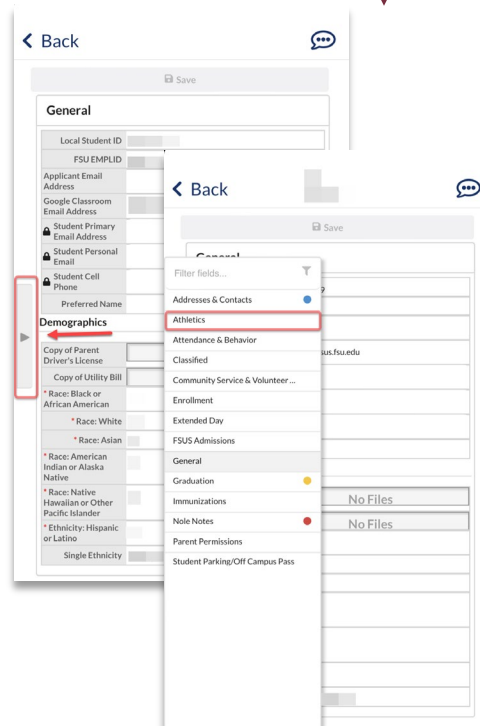 Back
Save
General
Local Student ID
FSU EMPLID
Applicant Email
Address
Google Classroom
Email Address
Student Primary
Email Address
Student Personal
Email
Student Cell
Phone
Preferred Name
Demographics
Copy of Parent
Driver's License
Copy of Utility Bill
* Race: Black or
African American
* Race: White
* Race: Asian
* Race: American
Indian or Alaska
Native
* Race: Native
Hawaiian or Other
Pacific Islander
* Ethnicity: Hispanic
or Latino
Single Ethnicity
Back
Save
General
Filter fields...
Addresses & Contacts
Athletics
Attendance & Behavior
Classified
Community Service & Volunteer ...
Enrollment
Extended Day
FSUS Admissions
General
Graduation
Immunizations
Nole Notes
Parent Permissions
Student Parking/Off Campus Pass
9
sus.fsu.edu
No Files
No Files